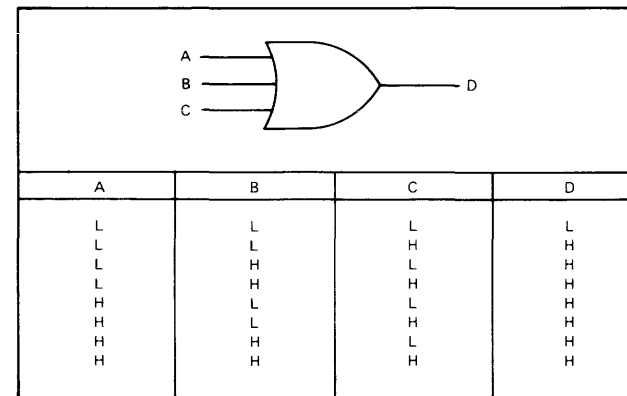 A
B
C
D
A B C D
L L L L
L L H H
L H L H
L H H H
H L L H
H L H H
H H L H
H H H H